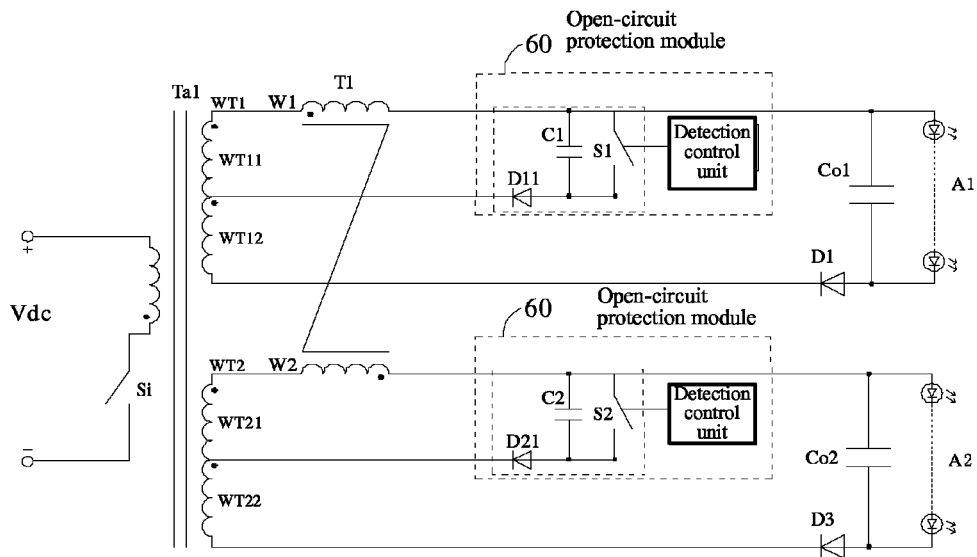 Open-circuit
protection module
60
Ta1
WT1
W1
T1
WT11
C1
S1
Detection
control
unit
D11
Co1
A1
WT12
D1
+
Vdc
Open-circuit
protection module
60
WT2
W2
Si
C2
S2
Detection
control
unit
WT21
D21
Co2
A2
WT22
D3
−